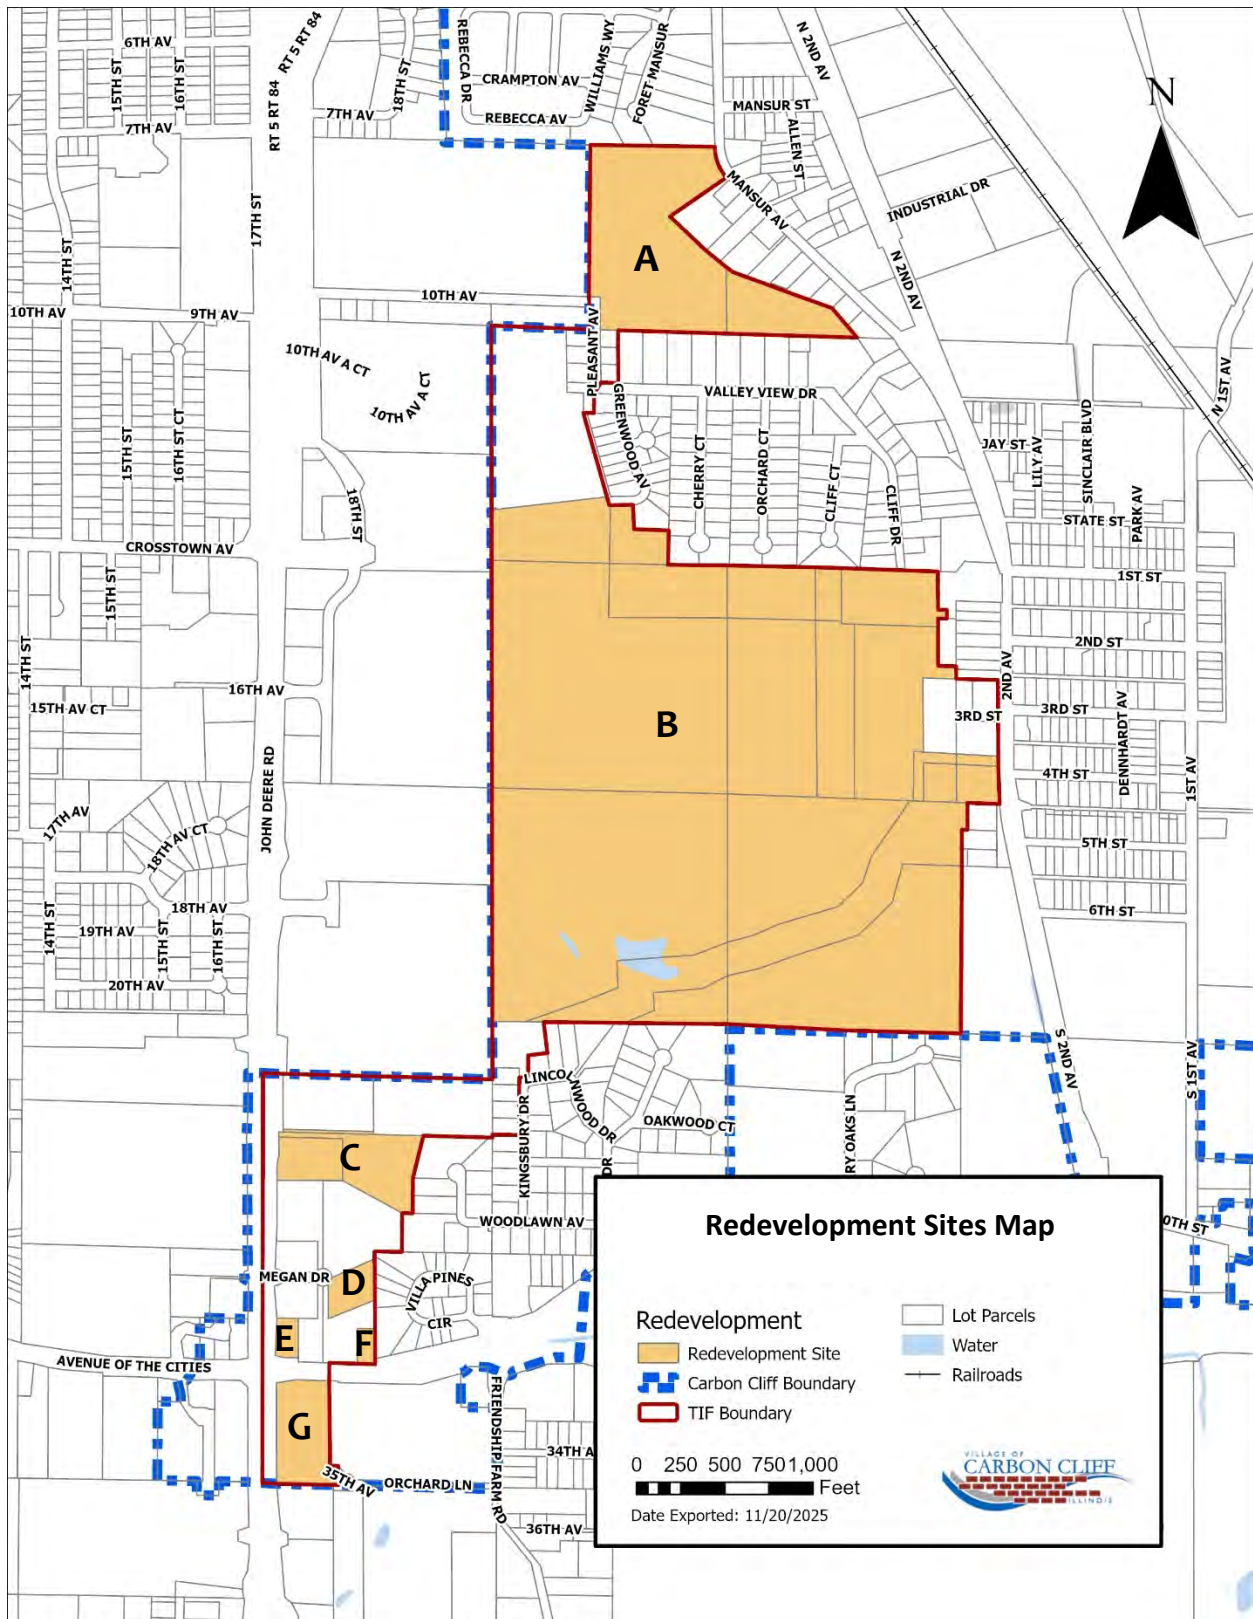 6TH AV
15TH ST
16TH ST
RT 5 RT 84
RT 5 RT 84
18TH ST
7TH AV
7TH AV
REBECCA DR
CRAMPTON AV
WILLIAMS WY
FORET MANSUR
REBECCA AV
N 2ND AV
MANSUR ST
ALLEN ST
N
MANSUR AV
INDUSTRIAL DR
14TH ST
17TH ST
A
N 2ND AV
10TH AV
10TH AV
9TH AV
PLEASANT AV
10TH AV A CT
10TH AV A CT
N 1ST AV
VALLEY VIEW DR
GREENWOOD AV
15TH ST
16TH ST CT
CHERRY CT
ORCHARD CT
CLIFF CT
CLIFF DR
JAY ST
LILY AV
SINCLAIR BLVD
PARK AV
18TH ST
STATE ST
CROSSTOWN AV
15TH ST
1ST ST
14TH ST
2ND ST
2ND AV
16TH AV
15TH AV CT
B
3RD ST
3RD ST
DENNHARDT AV
JOHN DEERE RD
4TH ST
1ST AV
17TH AV
18TH AV CT
5TH ST
18TH AV
6TH ST
14TH ST
19TH AV
15TH ST
16TH ST
20TH AV
S 2ND AV
S 1ST AV
LINCOLNWOOD DR
OAKWOOD CT
RY OAKS LN
KINGSBURY DR
DR
C
WOODLAWN AV
0TH ST
MEGAN DR
D
VILLA PINES
CIR
E
F
AVENUE OF THE CITIES
G
FRIENDSHIP FARM RD
34TH A
35TH AV
ORCHARD LN
36TH AV
Redevelopment Sites Map
Redevelopment
Redevelopment Site
Carbon Cliff Boundary
TIF Boundary
Lot Parcels
Water
Railroads
0 250 500 750 1,000
Feet
Date Exported: 11/20/2025
VILLAGE OF
CARBON CLIFF
ILLINOIS